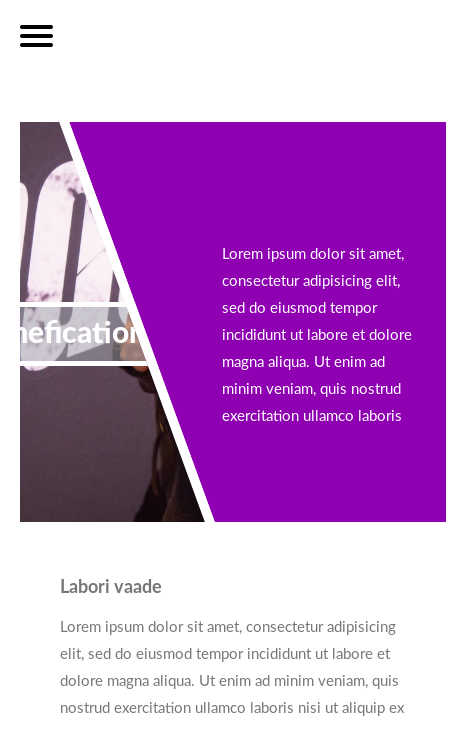 nefication
Lorem ipsum dolor sit amet,
consectetur adipisicing elit,
sed do eiusmod tempor
incididunt ut labore et dolore
magna aliqua. Ut enim ad
minim veniam, quis nostrud
exercitation ullamco laboris
Labori vaade
Lorem ipsum dolor sit amet, consectetur adipisicing
elit, sed do eiusmod tempor incididunt ut labore et
dolore magna aliqua. Ut enim ad minim veniam, quis
nostrud exercitation ullamco laboris nisi ut aliquip ex